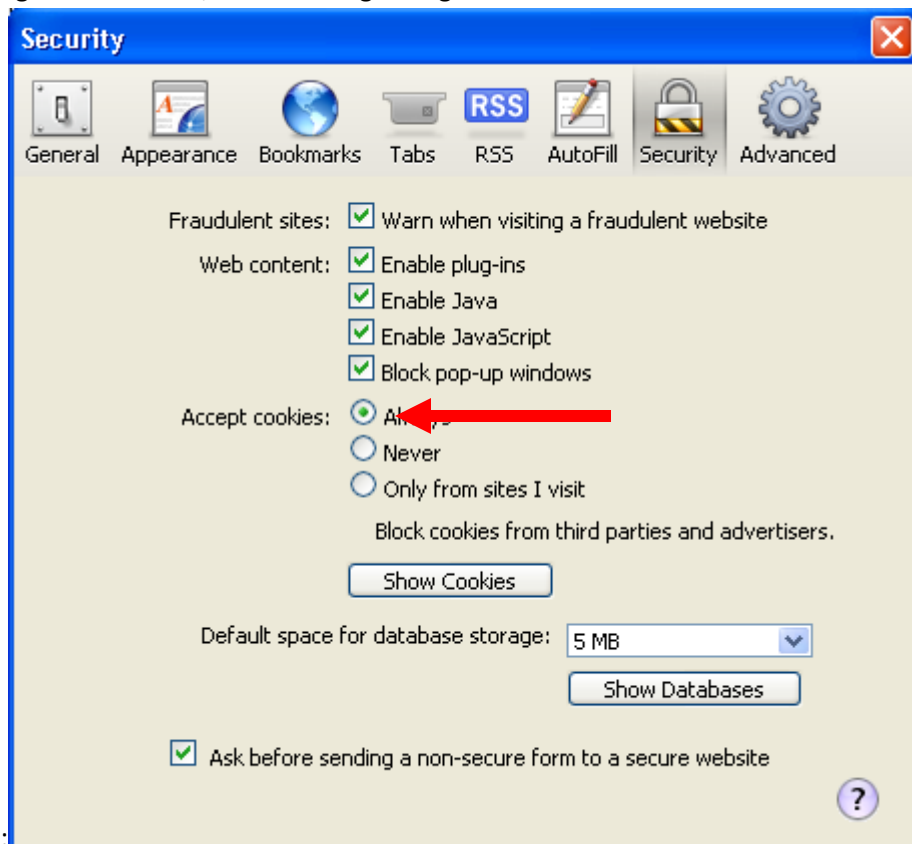 Security
General Appearance Bookmarks Tabs RSS AutoFill Security Advanced
RSS
Fraudulent sites: Warn when visiting a fraudulent website
Web content: Enable plug-ins
Enable Java
Enable JavaScript
Block pop-up windows
Accept cookies: Always
Never
Only from sites I visit
Block cookies from third parties and advertisers.
Show Cookies
Default space for database storage: 5 MB
Show Databases
Ask before sending a non-secure form to a secure website
?